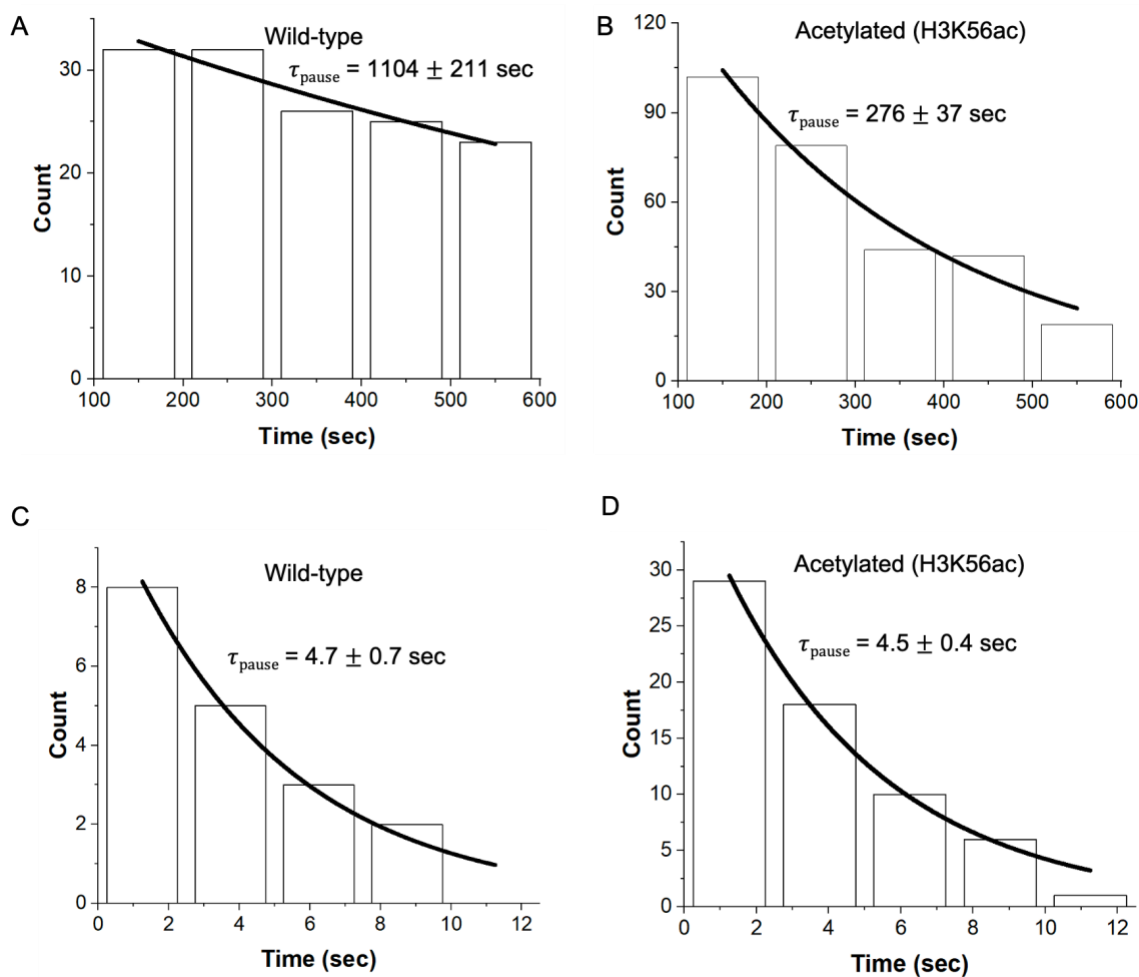 A
Wild-type
τpause = 1104 ± 211 sec
Count
30
20
10
0
100 200 300 400 500 600
Time (sec)
B
Acetylated (H3K56ac)
τpause = 276 ± 37 sec
Count
120
90
60
30
0
100 200 300 400 500 600
Time (sec)
C
Wild-type
τpause = 4.7 ± 0.7 sec
Count
8
6
4
2
0
0 2 4 6 8 10 12
Time (sec)
D
Acetylated (H3K56ac)
τpause = 4.5 ± 0.4 sec
Count
30
25
20
15
10
5
0
0 2 4 6 8 10 12
Time (sec)